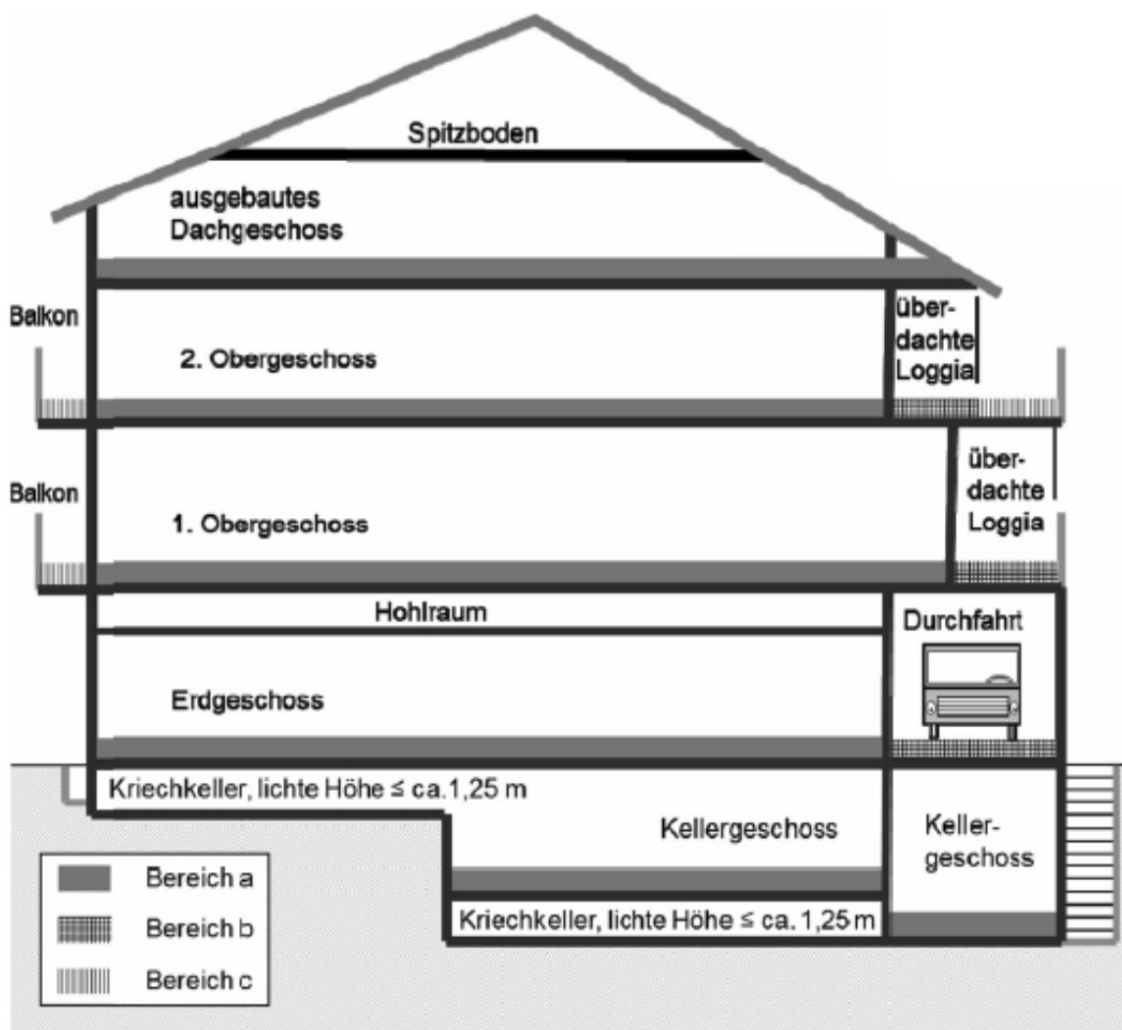 Spitzboden
ausgebautes
Dachgeschoss
Balkon
2. Obergeschoss
über-
dachte
Loggia
Balkon
1. Obergeschoss
über-
dachte
Loggia
Hohlraum
Durchfahrt
Erdgeschoss
Kriechkeller, lichte Höhe ≤ ca. 1,25 m
Kellergeschoss
Keller-
geschoss
Kriechkeller, lichte Höhe ≤ ca. 1,25 m
Bereich a
Bereich b
Bereich c